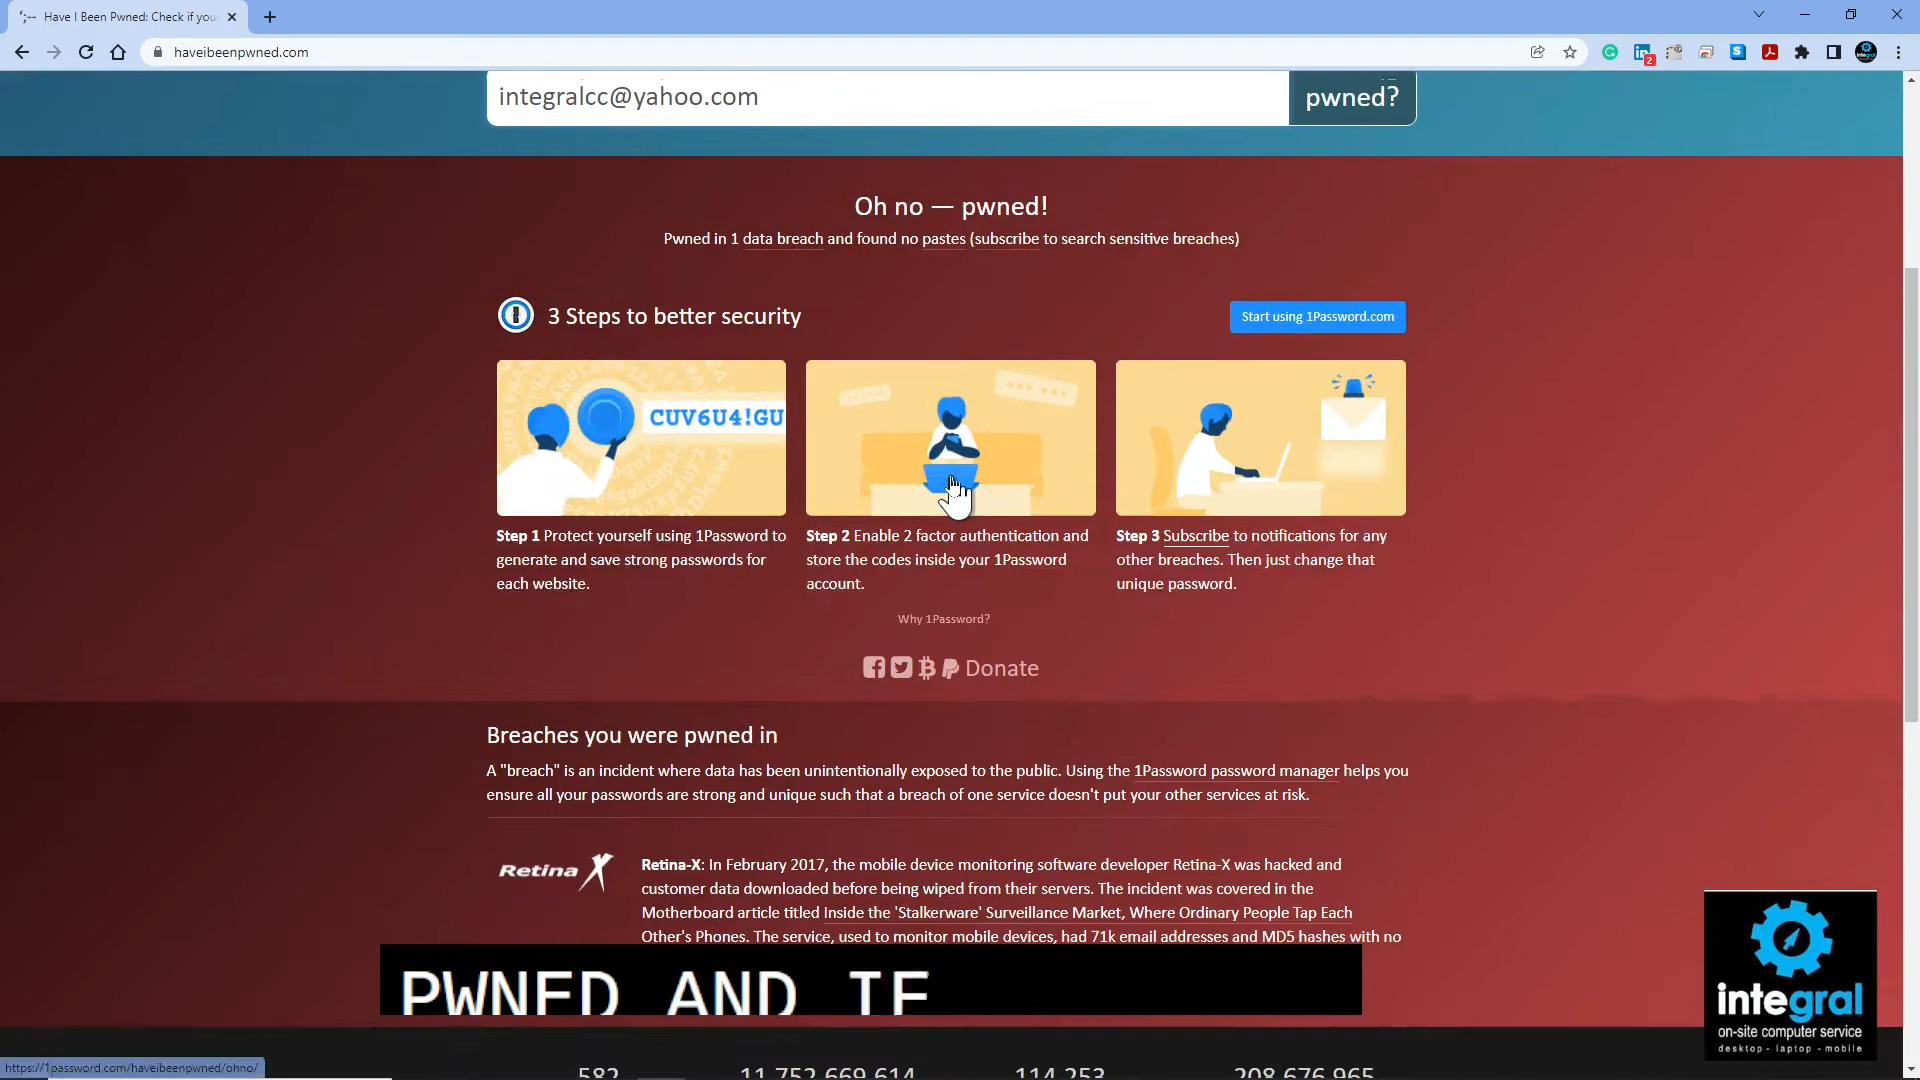 Have I Been Pwned: Check if you
haveibeenpwned.com
2
integralcc@yahoo.com
pwned?
Oh no — pwned!
Pwned in 1 data breach and found no pastes (subscribe to search sensitive breaches)
3 Steps to better security
Start using 1Password.com
CUV6U4!GU
Step 1 Protect yourself using 1Password to
generate and save strong passwords for
each website.
Step 2 Enable 2 factor authentication and
store the codes inside your 1Password
account.
Step 3 Subscribe to notifications for any
other breaches. Then just change that
unique password.
Why 1Password?
Donate
Breaches you were pwned in
A "breach" is an incident where data has been unintentionally exposed to the public. Using the 1Password password manager helps you
ensure all your passwords are strong and unique such that a breach of one service doesn't put your other services at risk.
Retina-X
Retina-X: In February 2017, the mobile device monitoring software developer Retina-X was hacked and
customer data downloaded before being wiped from their servers. The incident was covered in the
Motherboard article titled Inside the 'Stalkerware' Surveillance Market, Where Ordinary People Tap Each
Other's Phones. The service, used to monitor mobile devices, had 71k email addresses and MD5 hashes with no
PWNED AND
integral
on-site computer service
desktop - laptop - mobile
https://1password.com/haveibeenpwned/ohno/
582 11,752,669,614 114,253 208,676,965